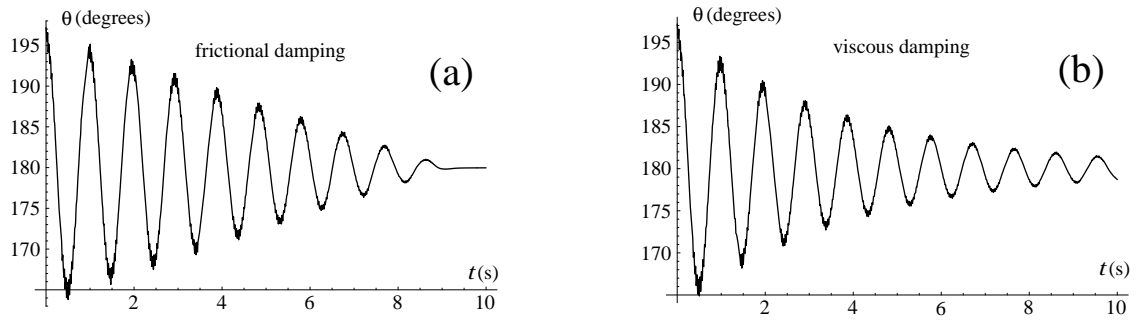 θ (degrees)
frictional damping
(a)
195
190
185
180
175
170
t (s)
2
4
6
8
10
θ (degrees)
viscous damping
(b)
195
190
185
180
175
170
t (s)
2
4
6
8
10